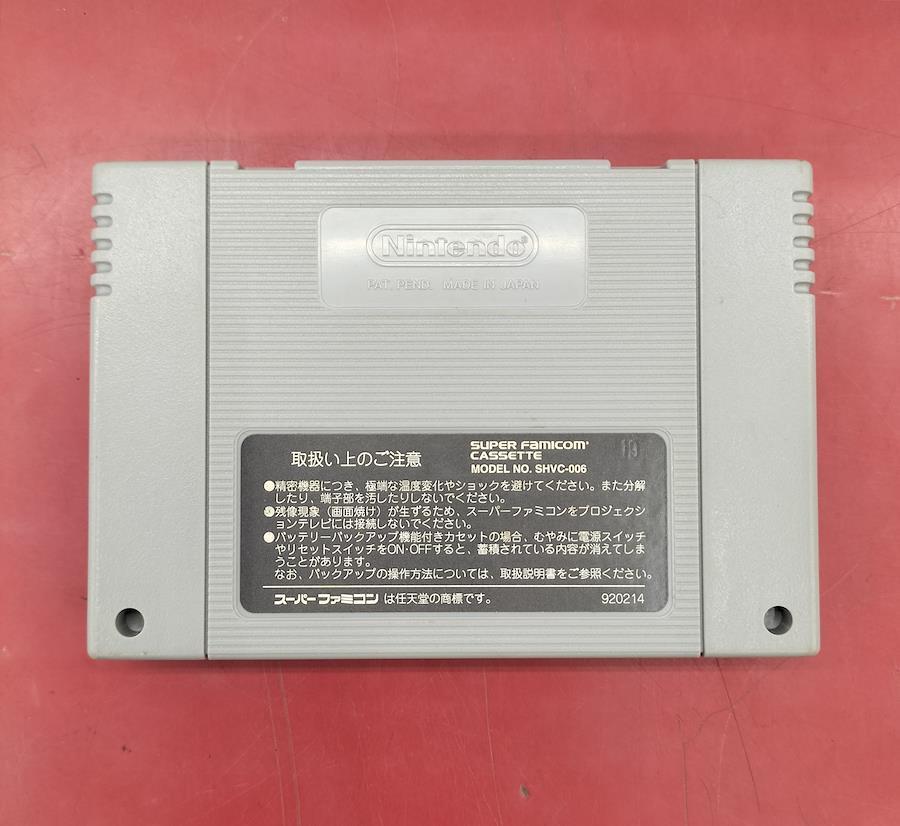 Nintendo®
PAT. PEND. MADE IN JAPAN
取扱い上のご注意
SUPER FAMICOM
CASSETTE
MODEL NO. SHVC-006
●精密機器につき、極端な温度変化やショックを避けてください。また分解
したり、端子部を汚したりしないでください。
●残像現象(画面焼け)が生ずるため、スーパーファミコンをプロジェクシ
ョンテレビには接続しないでください。
●バッテリーバックアップ機能付きカセットの場合、むやみに電源スイッチ
やリセットスイッチをON・OFFすると、蓄積されている内容が消えてしま
うことがあります。
なお、バックアップの操作方法については、取扱説明書をご参照ください。
スーパーファミコン は任天堂の商標です。
920214